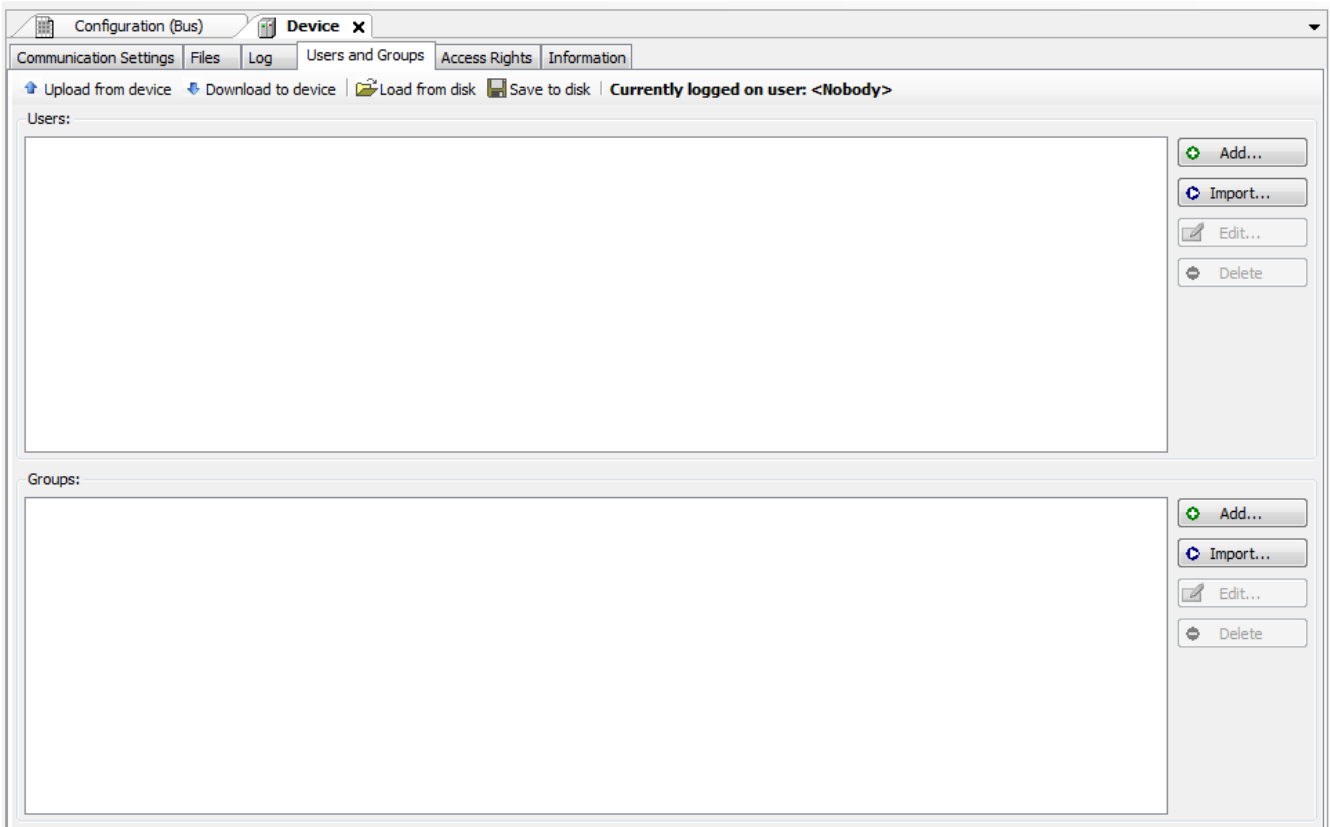 Configuration (Bus) Device X
Communication Settings Files Log Users and Groups Access Rights Information
Upload from device Download to device Load from disk Save to disk Currently logged on user: <Nobody>
Users:
Add...
Import...
Edit...
Delete
Groups:
Add...
Import...
Edit...
Delete